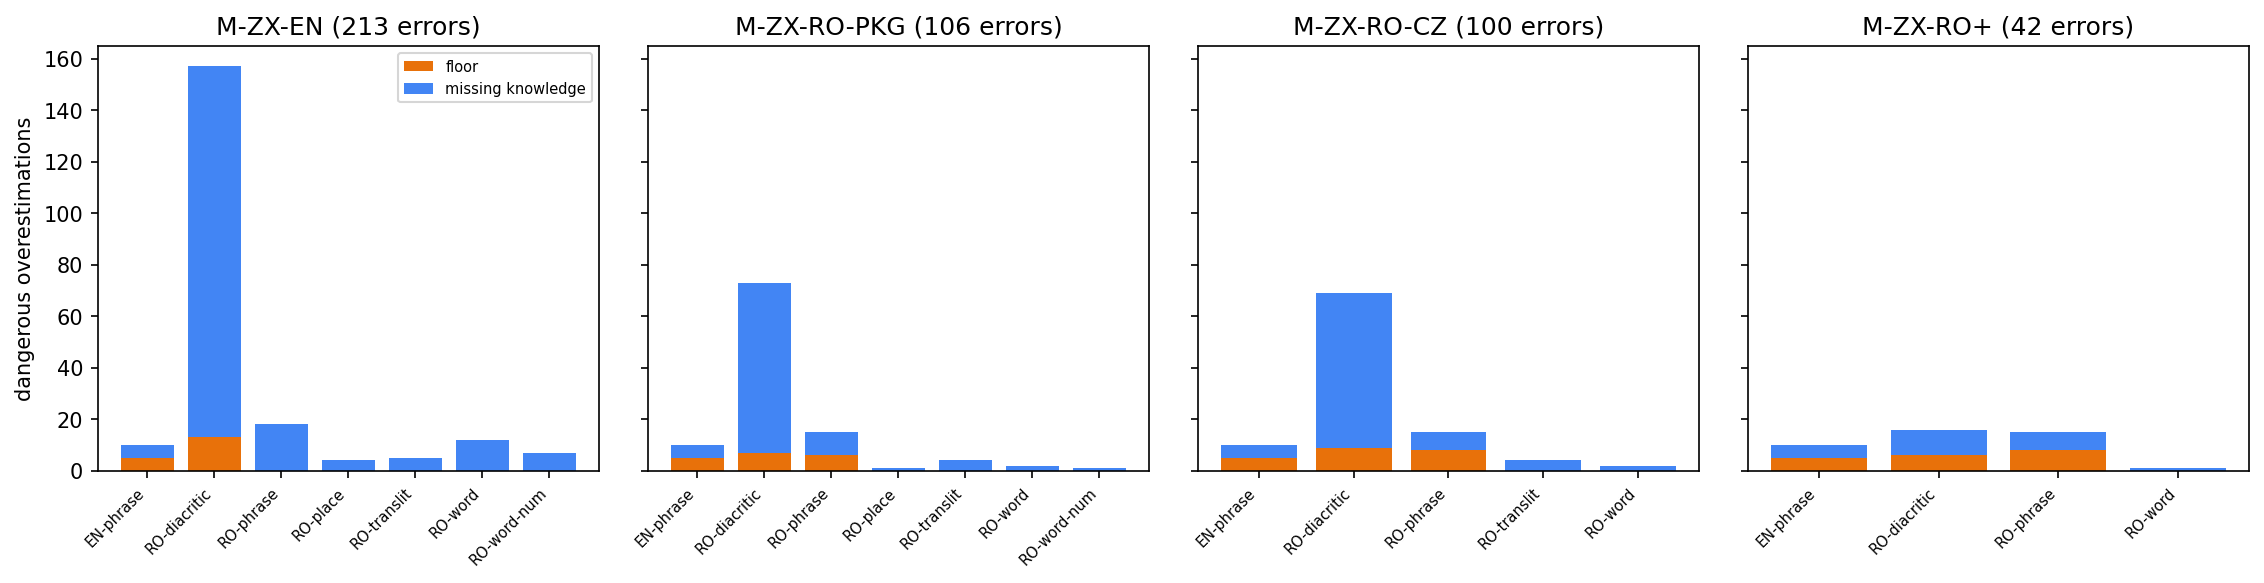 M-ZX-EN (213 errors)
M-ZX-RO-PKG (106 errors)
M-ZX-RO-CZ (100 errors)
M-ZX-RO+ (42 errors)
dangerous overestimations
160
140
120
100
80
60
40
20
0
floor
missing knowledge
EN-phrase
RO-diacritic
RO-phrase
RO-place
RO-translit
RO-word
RO-word-num
EN-phrase
RO-diacritic
RO-phrase
RO-place
RO-translit
RO-word
RO-word-num
EN-phrase
RO-diacritic
RO-phrase
RO-translit
RO-word
EN-phrase
RO-diacritic
RO-phrase
RO-word